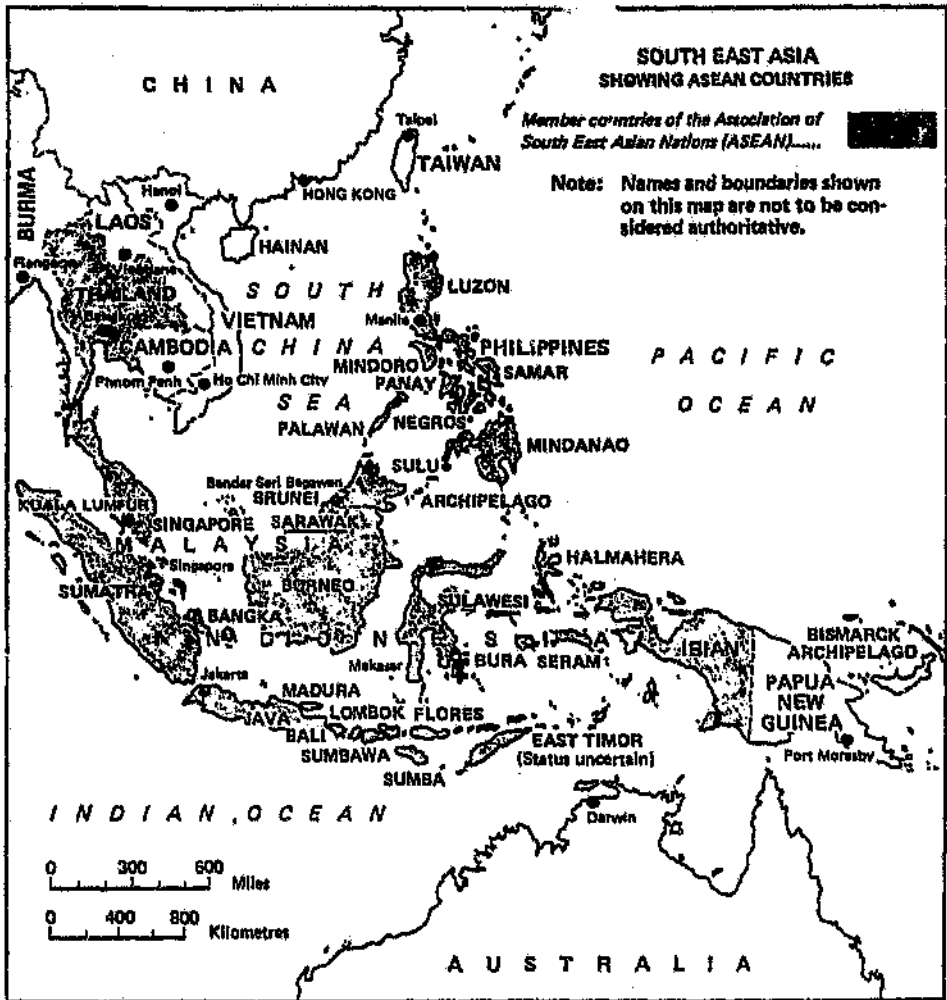 SOUTH EAST ASIA
SHOWING ASEAN COUNTRIES
Member countries of the Association of
South East Asian Nations (ASEAN)......
Note: Names and boundaries shown
on this map are not to be con-
sidered authoritative.
CHINA
Taipei
TAIWAN
BURMA
Hanoi
HONG KONG
LAOS
HAINAN
Rangoon
Vientiane
THAILAND
SOUTH
LUZON
Bangkok
VIETNAM
Manila
CAMBODIA
CHINA
MINDORO
PHILIPPINES
PACIFIC
Phnom Penh
Ho Chi Minh City
PANAY
SAMAR
SEA
OCEAN
PALAWAN
NEGROS
MINDANAO
SULU
Bandar Seri Begawan
BRUNEI
ARCHIPELAGO
KUALA LUMPUR
SINGAPORE
SARAWAK
MALAYSIA
Singapore
HALMAHERA
SUMATRA
BORNEO
ULAWESI
BANGKA
INDONESIA
IBIAN
BISMARCK
ARCHIPELAGO
Makasar
BURA
SERAM
Jakarta
MADURA
PAPUA
NEW
GUINEA
JAVA
LOMBOK
FLORES
BALI
EAST TIMOR
(Status uncertain)
SUMBAWA
Port Moresby
SUMBA
INDIAN OCEAN
Darwin
0 300 600
Miles
0 400 800
Kilometres
AUSTRALIA